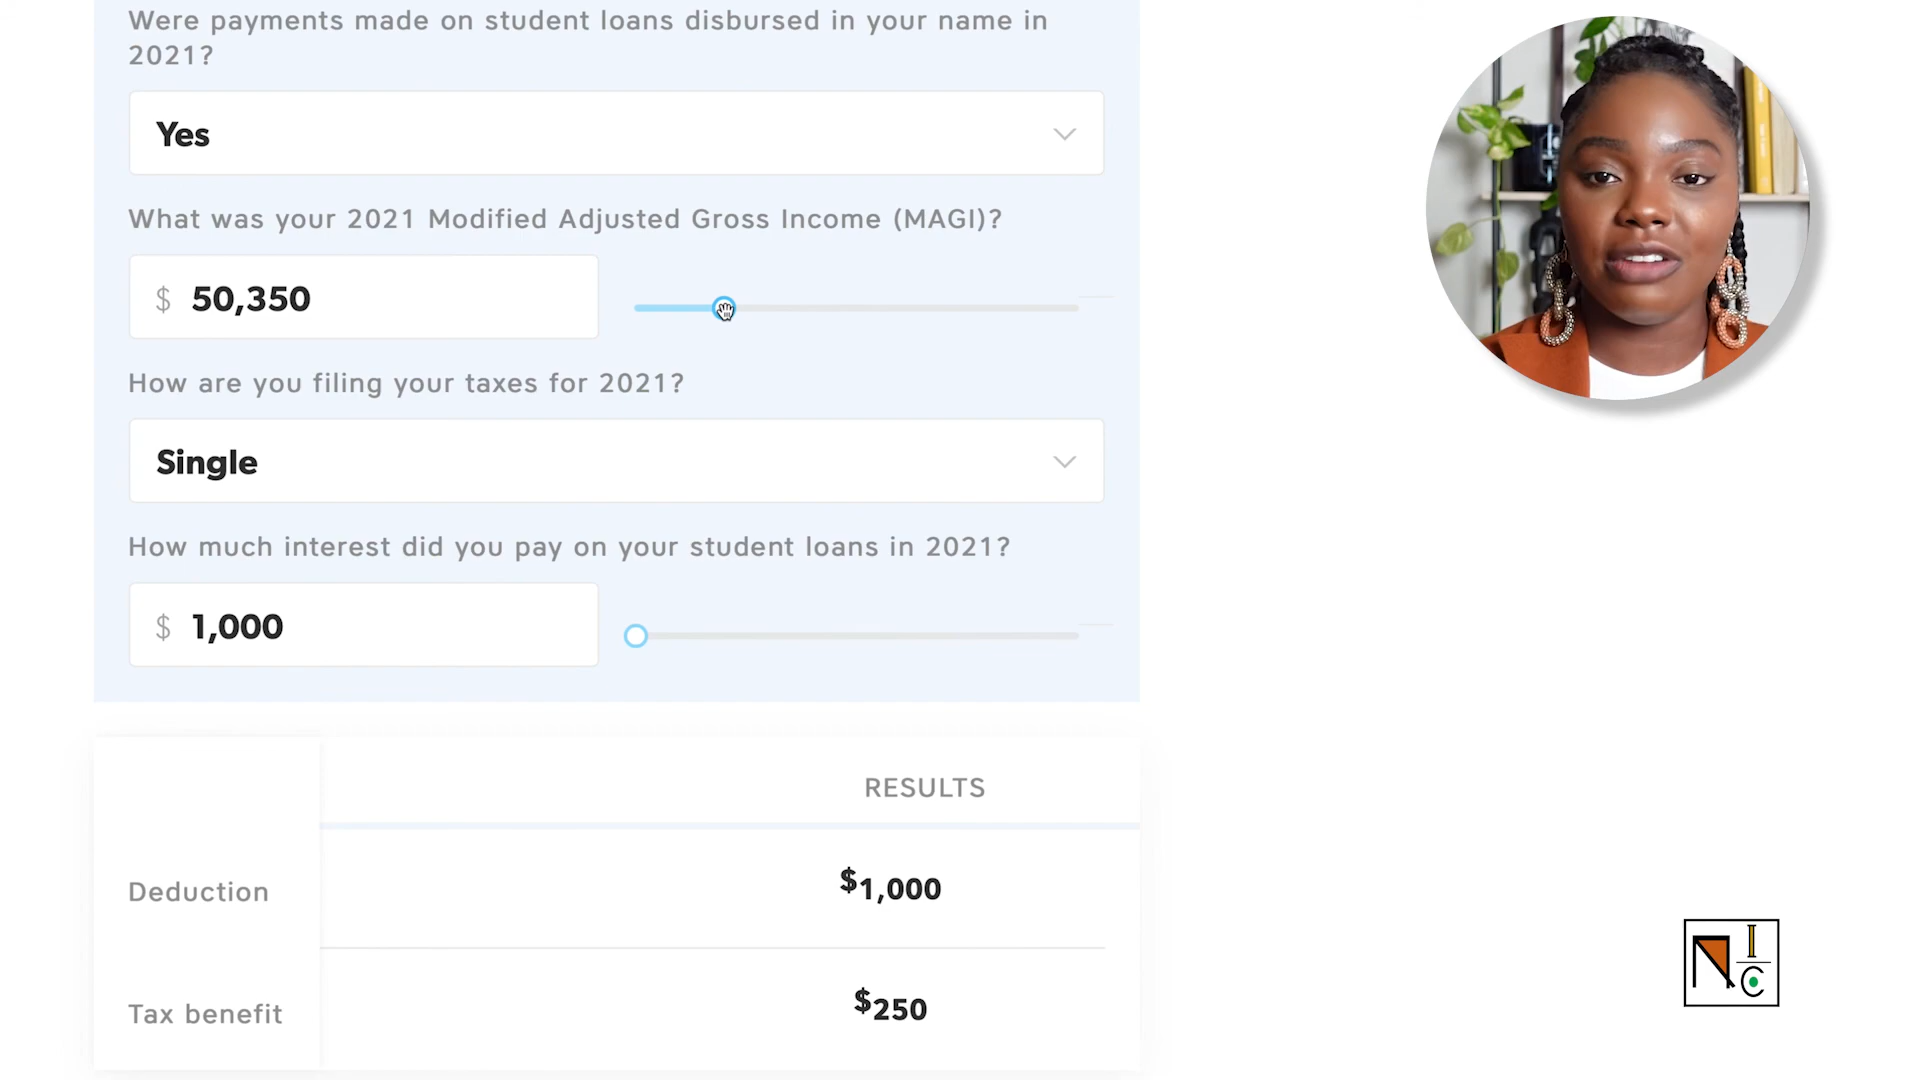 Were payments made on student loans disbursed in your name in
2021?
Yes
What was your 2021 Modified Adjusted Gross Income (MAGI)?
$ 50,350
How are you filing your taxes for 2021?
Single
How much interest did you pay on your student loans in 2021?
$ 1,000
RESULTS
Deduction $1,000
Tax benefit $250
N I C